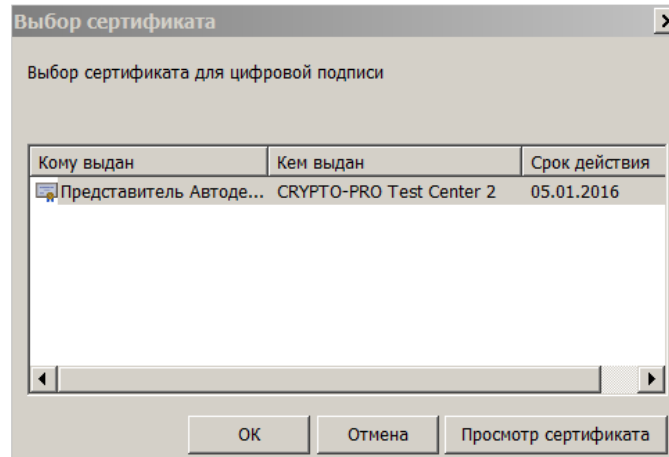 Выбор сертификата
Выбор сертификата для цифровой подписи
Кому выдан Кем выдан Срок действия
Представитель Автоде... CRYPTO-PRO Test Center 2 05.01.2016
ОК Отмена Просмотр сертификата